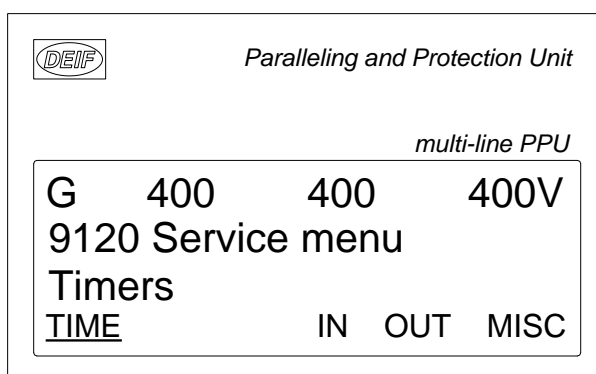 DEIF
Paralleling and Protection Unit
multi-line PPU
G 400 400 400V
9120 Service menu
Timers
TIME IN OUT MISC